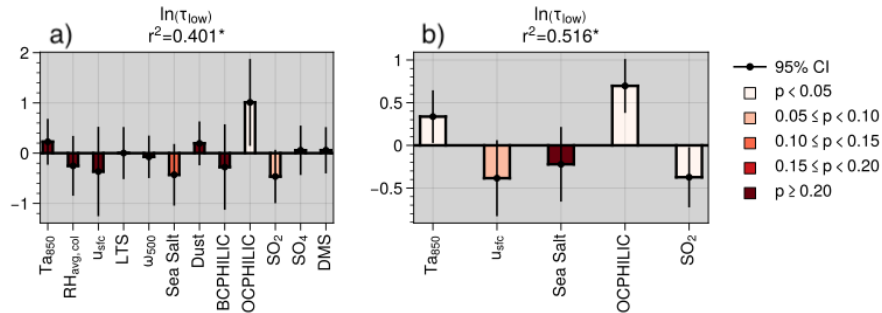 a)
ln(τlow)
r²=0.401*
2
1
0
−1
Ta850
RHavg, col
usfc
LTS
ω500
Sea Salt
Dust
BCPHILIC
OCPHILIC
SO2
SO4
DMS
b)
ln(τlow)
r²=0.516*
1
0.5
0
−0.5
Ta850
usfc
Sea Salt
OCPHILIC
SO2
95% CI
p < 0.05
0.05 ≤ p < 0.10
0.10 ≤ p < 0.15
0.15 ≤ p < 0.20
p ≥ 0.20